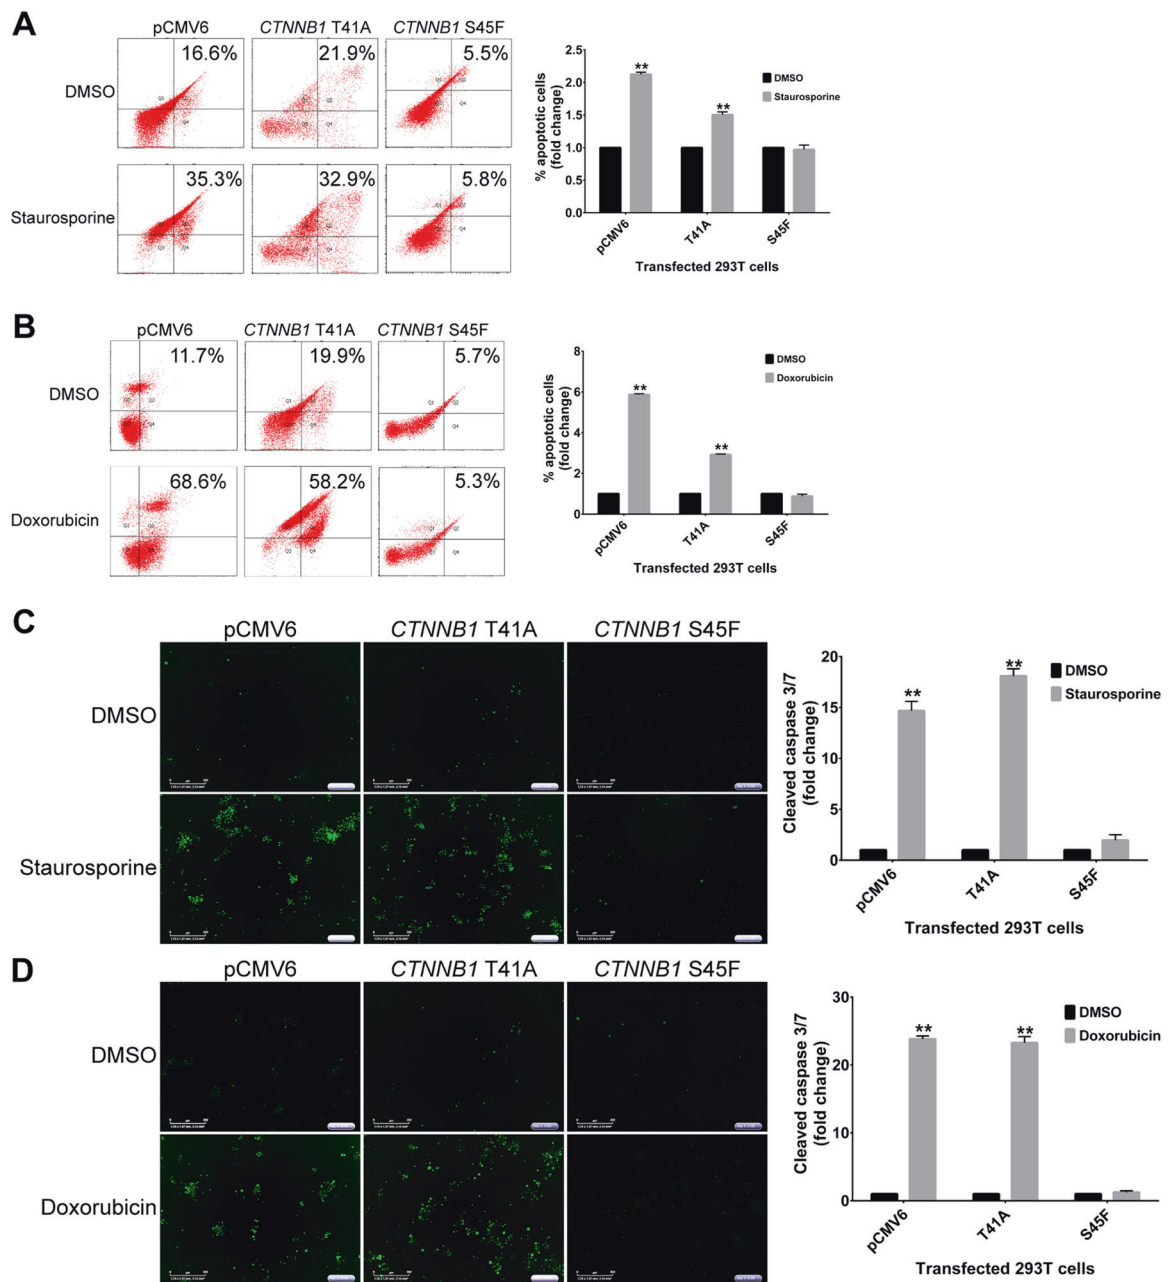 A
pCMV6 CTNNB1 T41A CTNNB1 S45F
DMSO
16.6% 21.9% 5.5%
Staurosporine
35.3% 32.9% 5.8%
% apoptotic cells
(fold change)
2.5
2.0
1.5
1.0
0.5
0.0
** **
DMSO
Staurosporine
pCMV6 T41A S45F
Transfected 293T cells
B
pCMV6 CTNNB1 T41A CTNNB1 S45F
DMSO
11.7% 19.9% 5.7%
Doxorubicin
68.6% 58.2% 5.3%
% apoptotic cells
(fold change)
8
6
4
2
0
** **
DMSO
Doxorubicin
pCMV6 T41A S45F
Transfected 293T cells
C
pCMV6 CTNNB1 T41A CTNNB1 S45F
DMSO
Staurosporine
Cleaved caspase 3/7
(fold change)
20
15
10
5
0
** **
DMSO
Staurosporine
pCMV6 T41A S45F
Transfected 293T cells
D
pCMV6 CTNNB1 T41A CTNNB1 S45F
DMSO
Doxorubicin
Cleaved caspase 3/7
(fold change)
30
20
10
0
** **
DMSO
Doxorubicin
pCMV6 T41A S45F
Transfected 293T cells